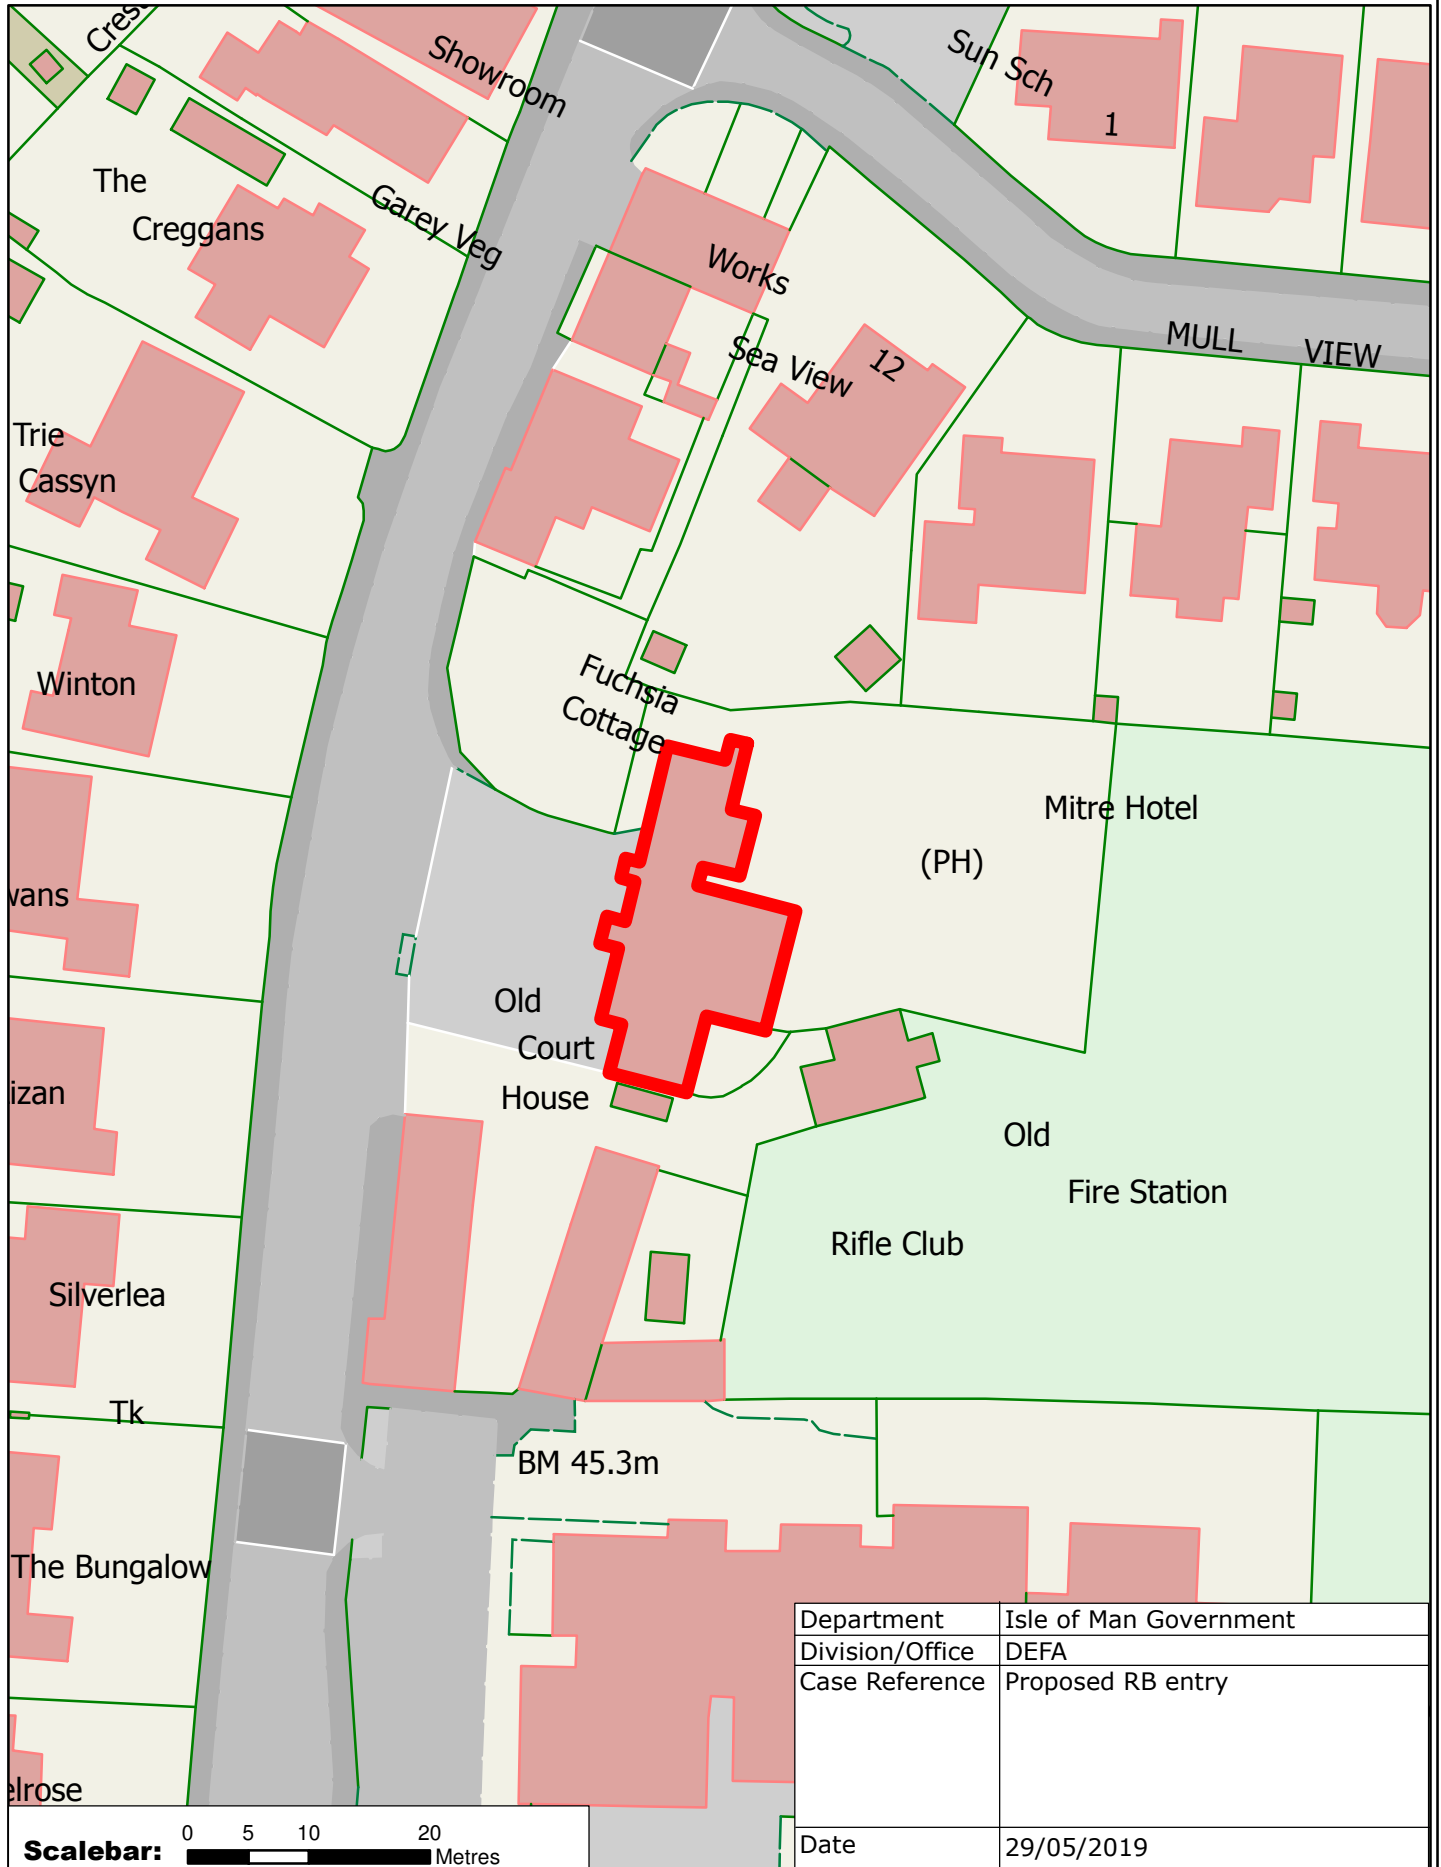 Cres
Showroom
Sun Sch
1
The
Creggans
Garey Veg
Works
MULL VIEW
Sea View
12
Trie
Cassyn
Winton
Fuchsia
Cottage
Mitre Hotel
(PH)
wans
Old
Court
House
izan
Old
Fire Station
Rifle Club
Silverlea
Tk
BM 45.3m
The Bungalow
elrose
Department Isle of Man Government
Division/Office DEFA
Case Reference Proposed RB entry
Date 29/05/2019
Scalebar: 0 5 10 20 Metres